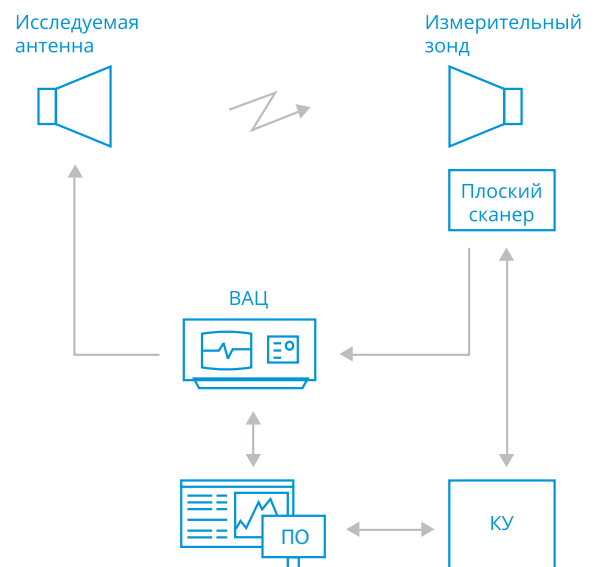 Исследуемая
антенна
Измерительный
зонд
Плоский
сканер
ВАЦ
ПО
КУ